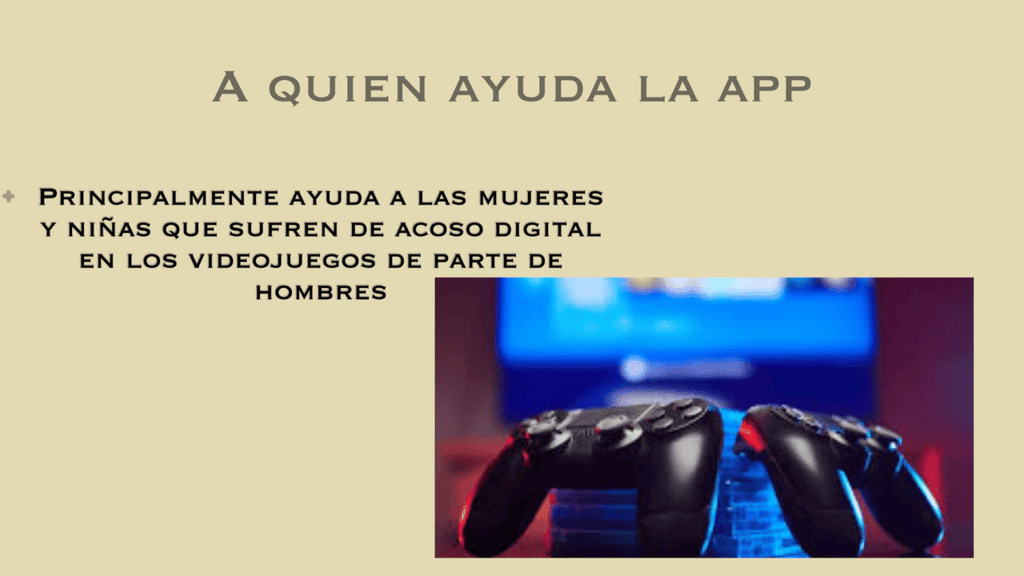 A quien ayuda la app
Principalmente ayuda a las mujeres
y niñas que sufren de acoso digital
en los videojuegos de parte de
hombres